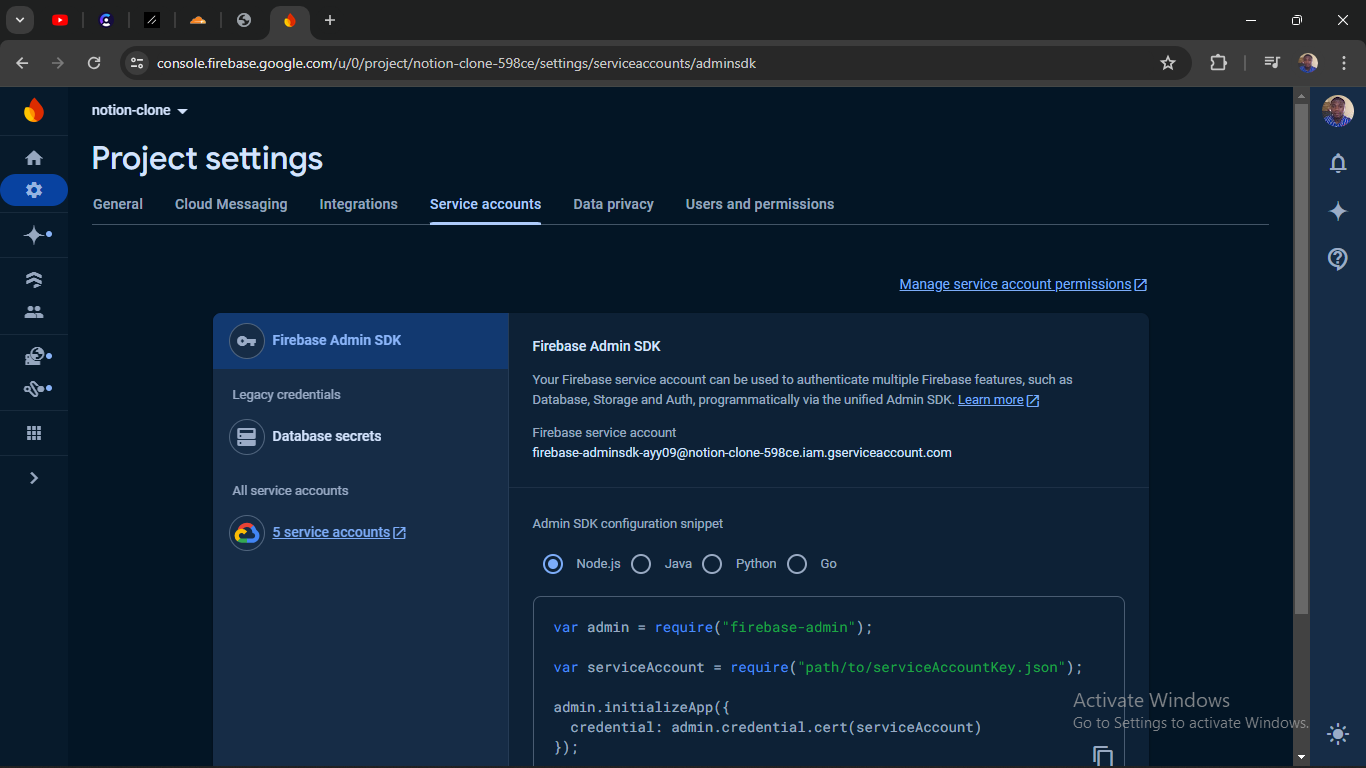 console.firebase.google.com/u/0/project/notion-clone-598ce/settings/serviceaccounts/adminsdk
notion-clone
Project settings
General Cloud Messaging Integrations Service accounts Data privacy Users and permissions
Manage service account permissions
Firebase Admin SDK
Legacy credentials
Database secrets
All service accounts
5 service accounts
Firebase Admin SDK
Your Firebase service account can be used to authenticate multiple Firebase features, such as
Database, Storage and Auth, programmatically via the unified Admin SDK. Learn more
Firebase service account
firebase-adminsdk-ayy09@notion-clone-598ce.iam.gserviceaccount.com
Admin SDK configuration snippet
Node.js Java Python Go
var admin = require("firebase-admin");
var serviceAccount = require("path/to/serviceAccountKey.json");
admin.initializeApp({
credential: admin.credential.cert(serviceAccount)
});
Activate Windows
Go to Settings to activate Windows.